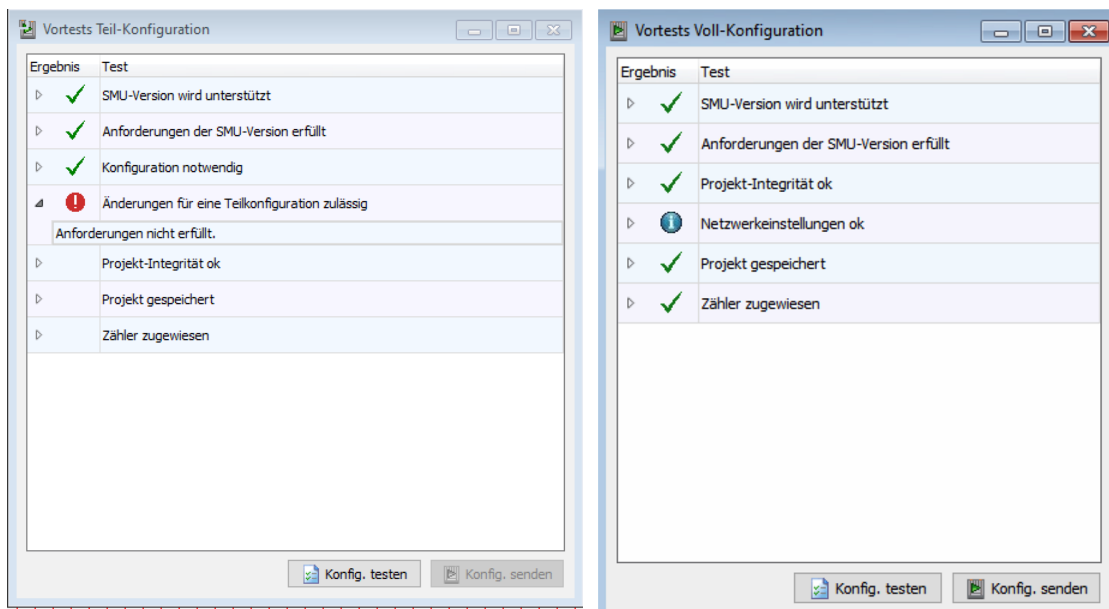 Vortests Teil-Konfiguration
Ergebnis Test
SMU-Version wird unterstützt
Anforderungen der SMU-Version erfüllt
Konfiguration notwendig
Änderungen für eine Teilkonfiguration zulässig
Anforderungen nicht erfüllt.
Projekt-Integrität ok
Projekt gespeichert
Zähler zugewiesen
Konfig. testen
Konfig. senden
Vortests Voll-Konfiguration
Ergebnis Test
SMU-Version wird unterstützt
Anforderungen der SMU-Version erfüllt
Projekt-Integrität ok
Netzwerkeinstellungen ok
Projekt gespeichert
Zähler zugewiesen
Konfig. testen
Konfig. senden